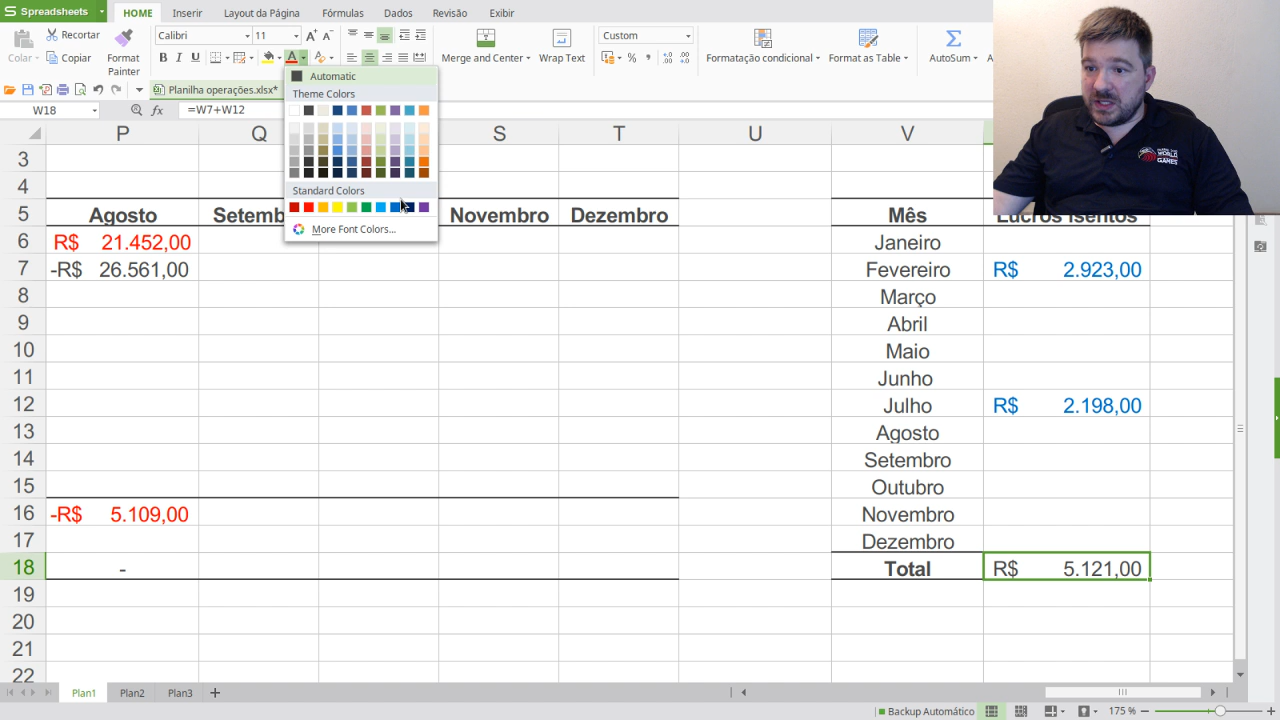 Spreadsheets
HOME
Inserir
Layout da Página
Fórmulas
Dados
Revisão
Exibir
Recortar
Colar
Copiar
Format Painter
Calibri
11
B I U
A
Merge and Center
Wrap Text
Custom
%
Formatação condicional
Format as Table
AutoSum
Planilha operações.xlsx*
W18
fx
=W7+W12
Automatic
Theme Colors
Standard Colors
More Font Colors...
P Q S T U V
3
4
5 Agosto Setemb Novembro Dezembro Mês Lucros Isentos
6 R$ 21.452,00 Janeiro
7 -R$ 26.561,00 Fevereiro R$ 2.923,00
8 Março
9 Abril
10 Maio
11 Junho
12 Julho R$ 2.198,00
13 Agosto
14 Setembro
15 Outubro
16 -R$ 5.109,00 Novembro
17 Dezembro
18 - Total R$ 5.121,00
19
20
21
22
Plan1 Plan2 Plan3
Backup Automático
175 %
WORLD
GAMES